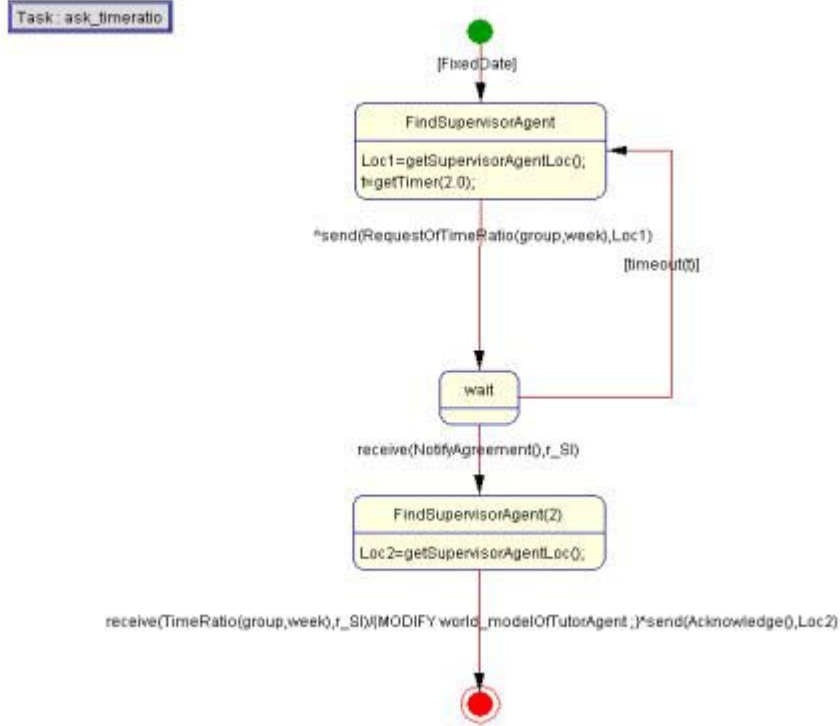 Task : ask_timeratio
[FixedDate]
FindSupervisorAgent
Loc1=getSupervisorAgentLoc();
t=getTimer(2.0);
^send(RequestOfTimeRatio(group,week),Loc1)
[timeout(t)]
wait
receive(NotifyAgreement(),r_SI)
FindSupervisorAgent(2)
Loc2=getSupervisorAgentLoc();
receive(TimeRatio(group,week),r_SI)/{MODIFY world_modelOfTutorAgent ;}^send(Acknowledge(),Loc2)